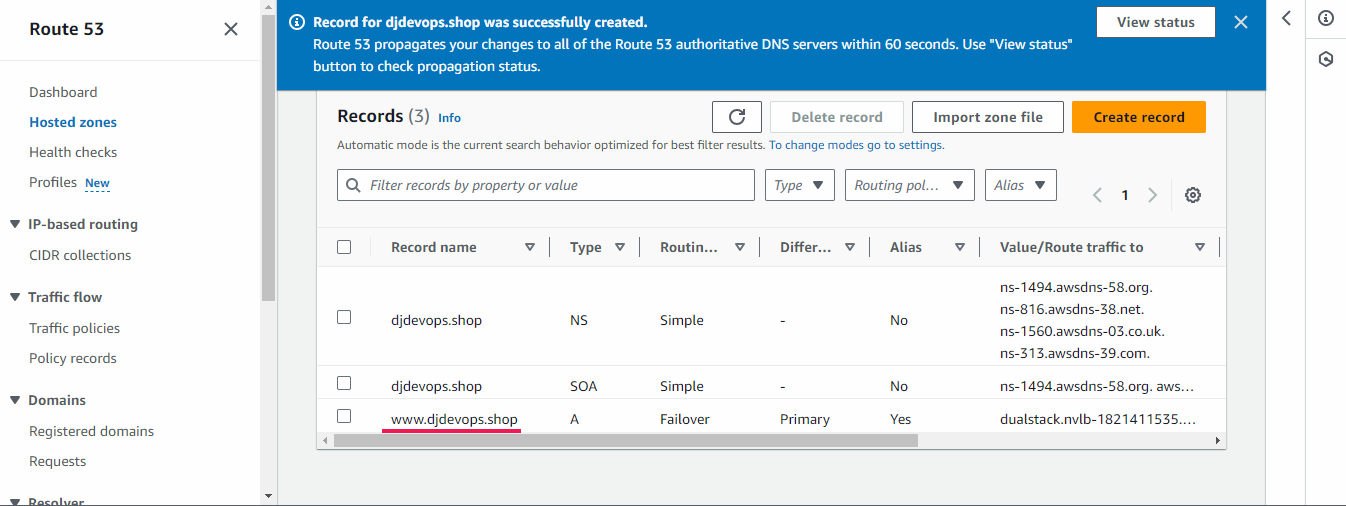 Route 53
Dashboard
Hosted zones
Health checks
Profiles New
IP-based routing
CIDR collections
Traffic flow
Traffic policies
Policy records
Domains
Registered domains
Requests
Resolver
Record for djdevops.shop was successfully created.
Route 53 propagates your changes to all of the Route 53 authoritative DNS servers within 60 seconds. Use "View status"
button to check propagation status.
View status
Records (3) Info
Delete record
Import zone file
Create record
Automatic mode is the current search behavior optimized for best filter results. To change modes go to settings.
Filter records by property or value
Type
Routing pol...
Alias
1
Record name Type Routin... Differ... Alias Value/Route traffic to
ns-1494.awsdns-58.org.
ns-816.awsdns-38.net.
djdevops.shop NS Simple - No
ns-1560.awsdns-03.co.uk.
ns-313.awsdns-39.com.
djdevops.shop SOA Simple - No ns-1494.awsdns-58.org. aws...
www.djdevops.shop A Failover Primary Yes dualstack.nvlb-1821411535....